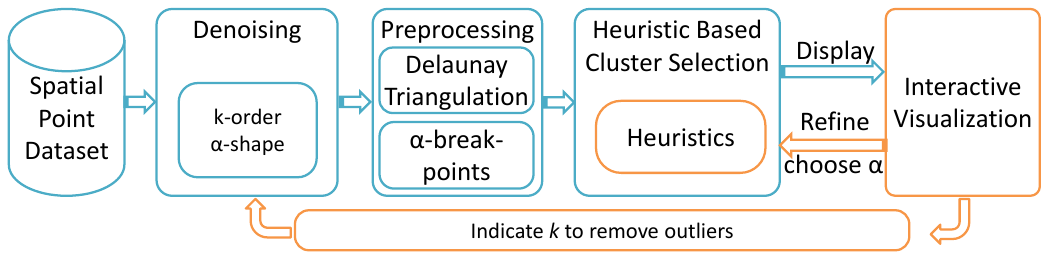 Spatial
Point
Dataset
Denoising
k-order
α-shape
Preprocessing
Delaunay
Triangulation
α-break-
points
Heuristic Based
Cluster Selection
Heuristics
Display
Refine
choose α
Interactive
Visualization
Indicate k to remove outliers